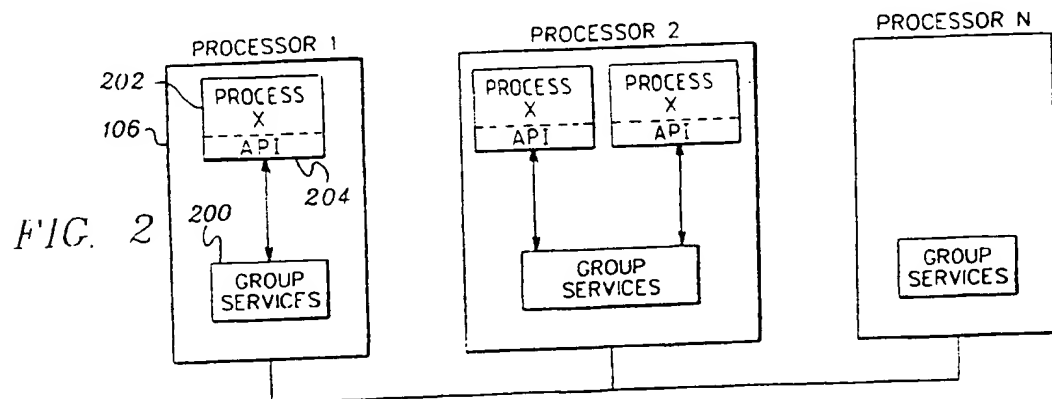 PROCESSOR 1
PROCESSOR 2
PROCESSOR N
202
PROCESS
X
API
PROCESS
X
API
PROCESS
X
API
106
204
200
FIG. 2
GROUP
SERVICES
GROUP
SERVICES
GROUP
SERVICES